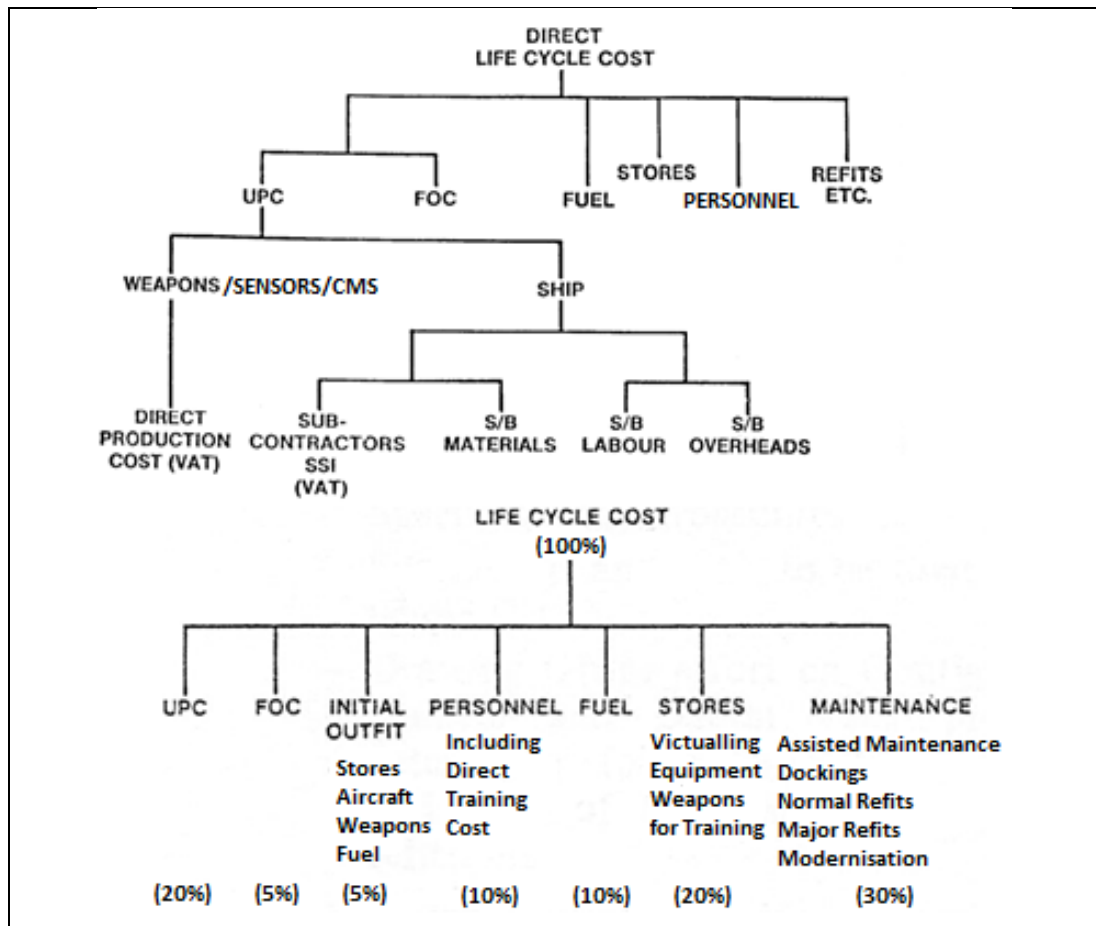 DIRECT
LIFE CYCLE COST
STORES
REFITS
ETC.
UPC
FOC
FUEL
PERSONNEL
WEAPONS/SENSORS/CMS
SHIP
DIRECT
PRODUCTION
COST (VAT)
SUB-
CONTRACTORS
SSI
(VAT)
S/B
MATERIALS
S/B
LABOUR
S/B
OVERHEADS
LIFE CYCLE COST
(100%)
UPC
FOC
INITIAL
OUTFIT
Stores
Aircraft
Weapons
Fuel
PERSONNEL
Including
Direct
Training
Cost
FUEL
STORES
Victualling
Equipment
Weapons
for Training
MAINTENANCE
Assisted Maintenance
Dockings
Normal Refits
Major Refits
Modernisation
(20%) (5%) (5%) (10%) (10%) (20%) (30%)